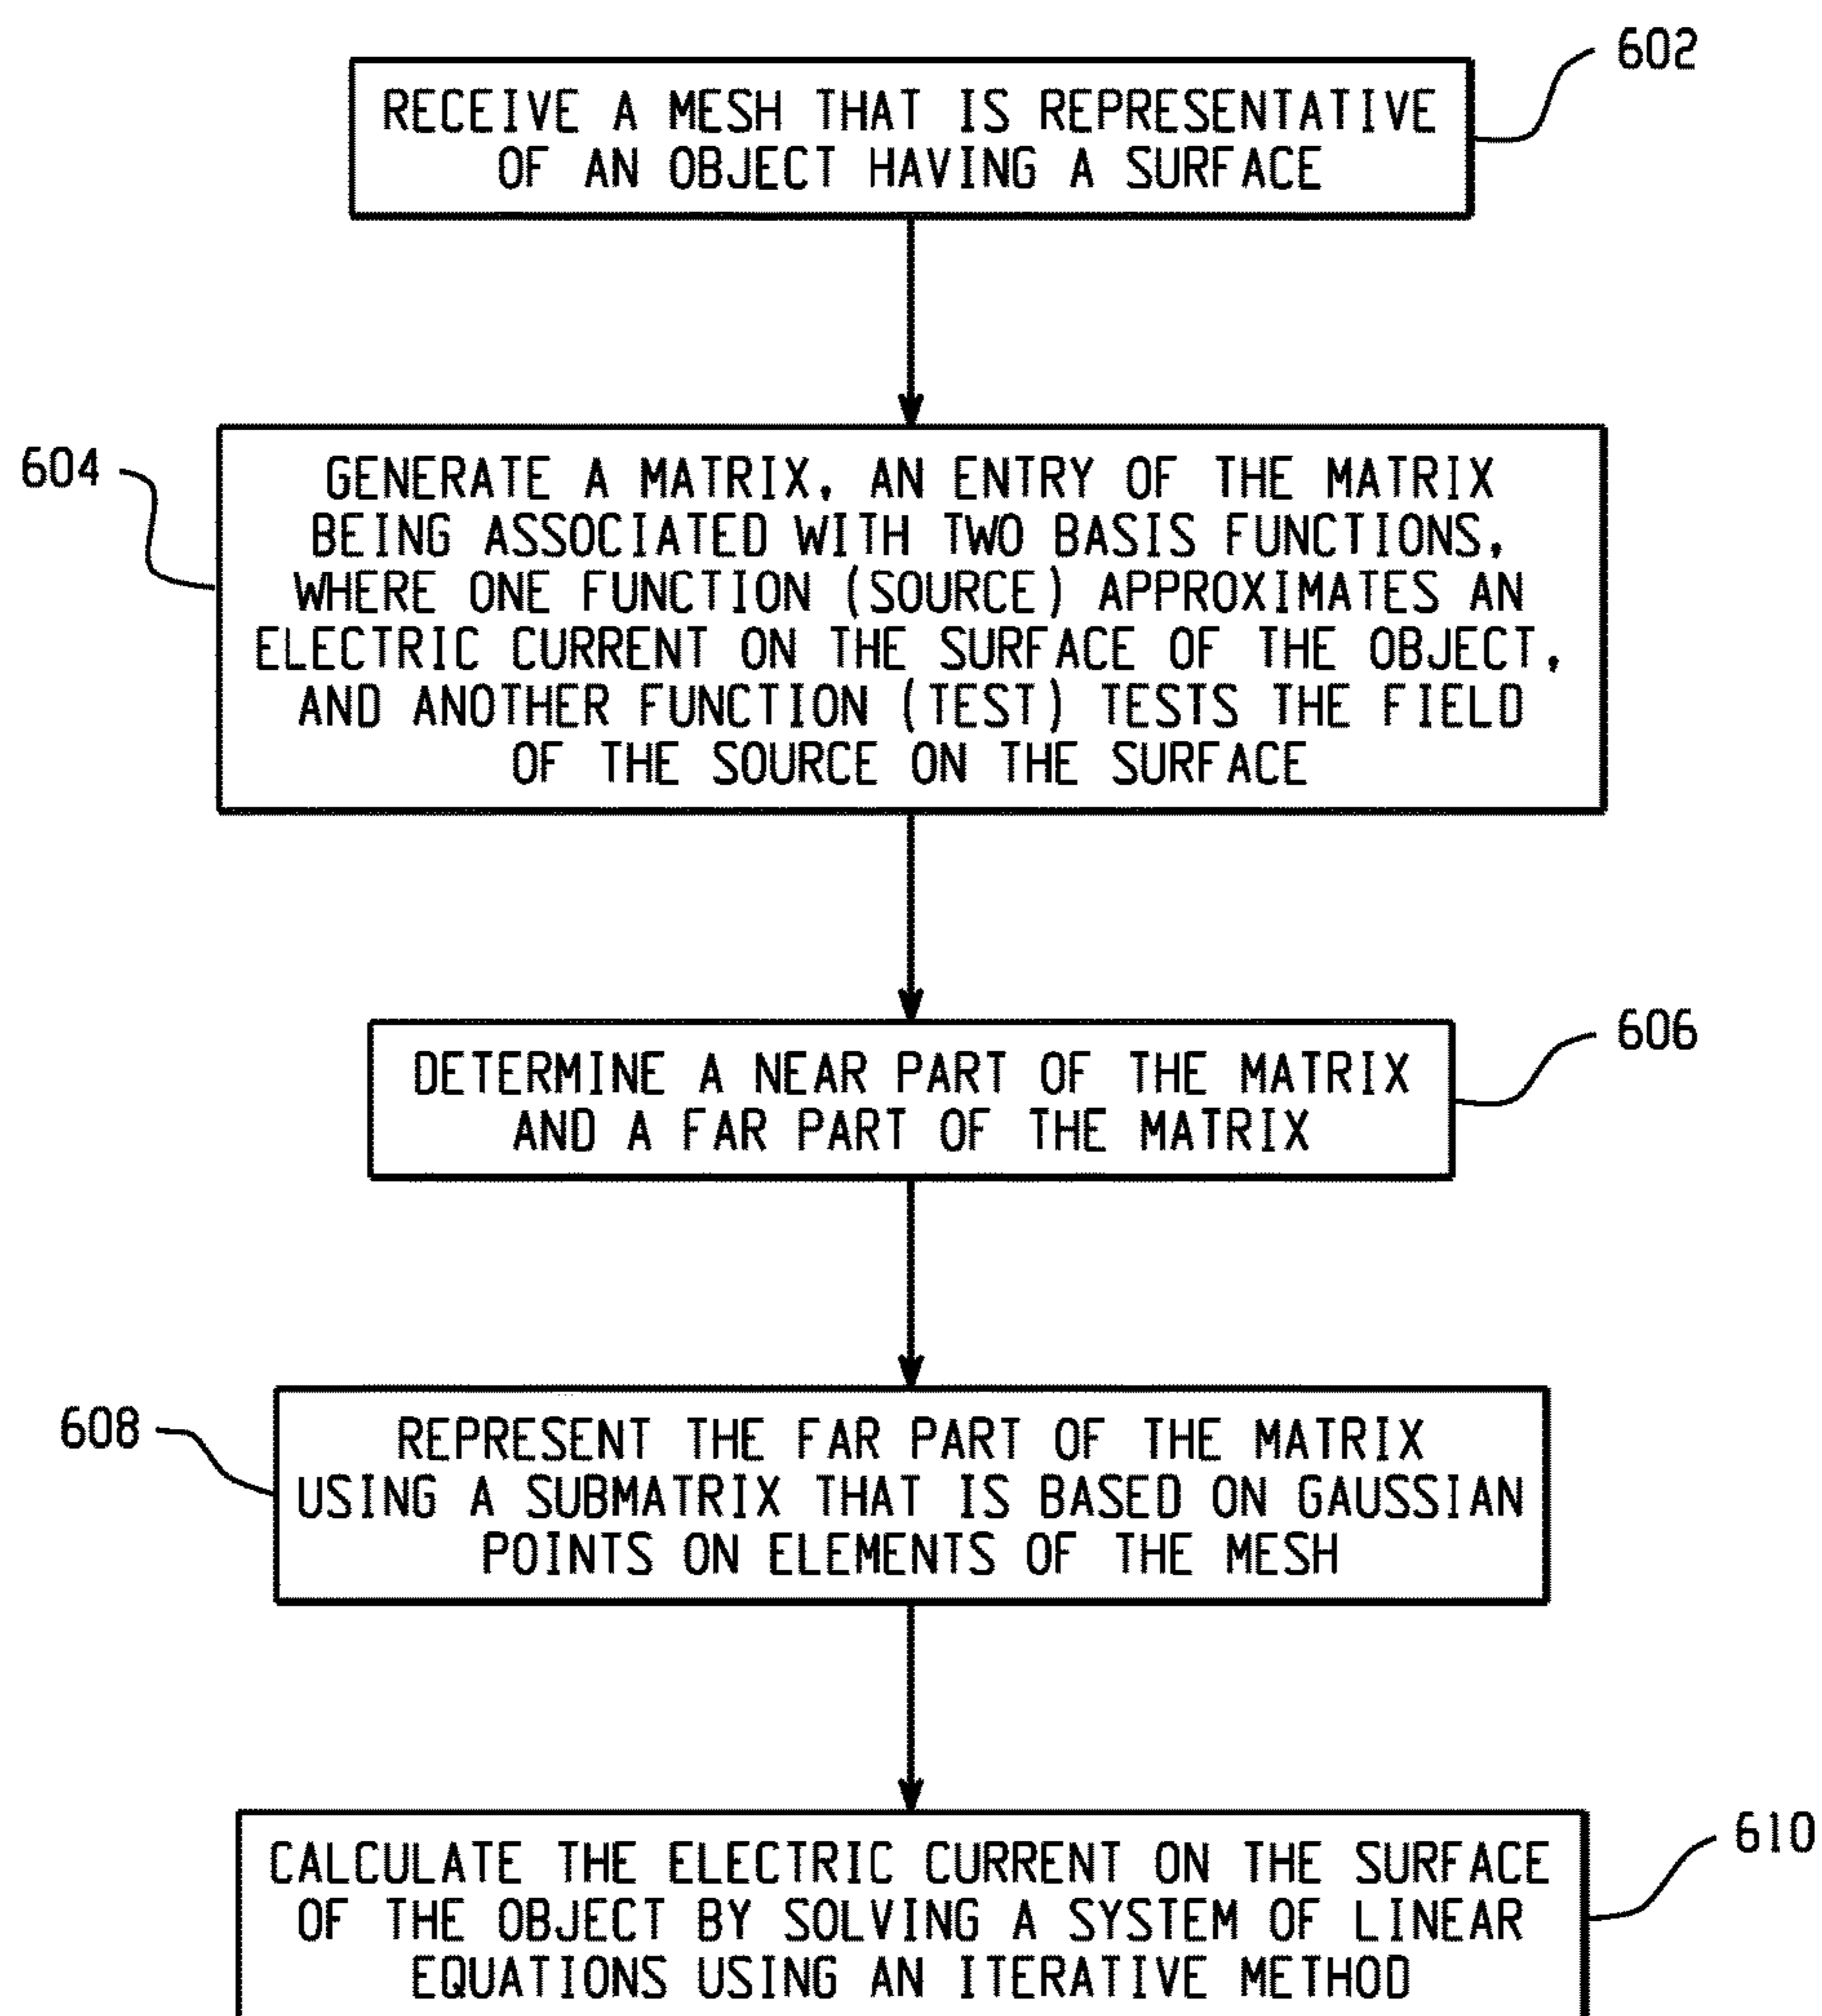 602
RECEIVE A MESH THAT IS REPRESENTATIVE
OF AN OBJECT HAVING A SURFACE
604
GENERATE A MATRIX, AN ENTRY OF THE MATRIX
BEING ASSOCIATED WITH TWO BASIS FUNCTIONS,
WHERE ONE FUNCTION (SOURCE) APPROXIMATES AN
ELECTRIC CURRENT ON THE SURFACE OF THE OBJECT,
AND ANOTHER FUNCTION (TEST) TESTS THE FIELD
OF THE SOURCE ON THE SURFACE
606
DETERMINE A NEAR PART OF THE MATRIX
AND A FAR PART OF THE MATRIX
608
REPRESENT THE FAR PART OF THE MATRIX
USING A SUBMATRIX THAT IS BASED ON GAUSSIAN
POINTS ON ELEMENTS OF THE MESH
610
CALCULATE THE ELECTRIC CURRENT ON THE SURFACE
OF THE OBJECT BY SOLVING A SYSTEM OF LINEAR
EQUATIONS USING AN ITERATIVE METHOD